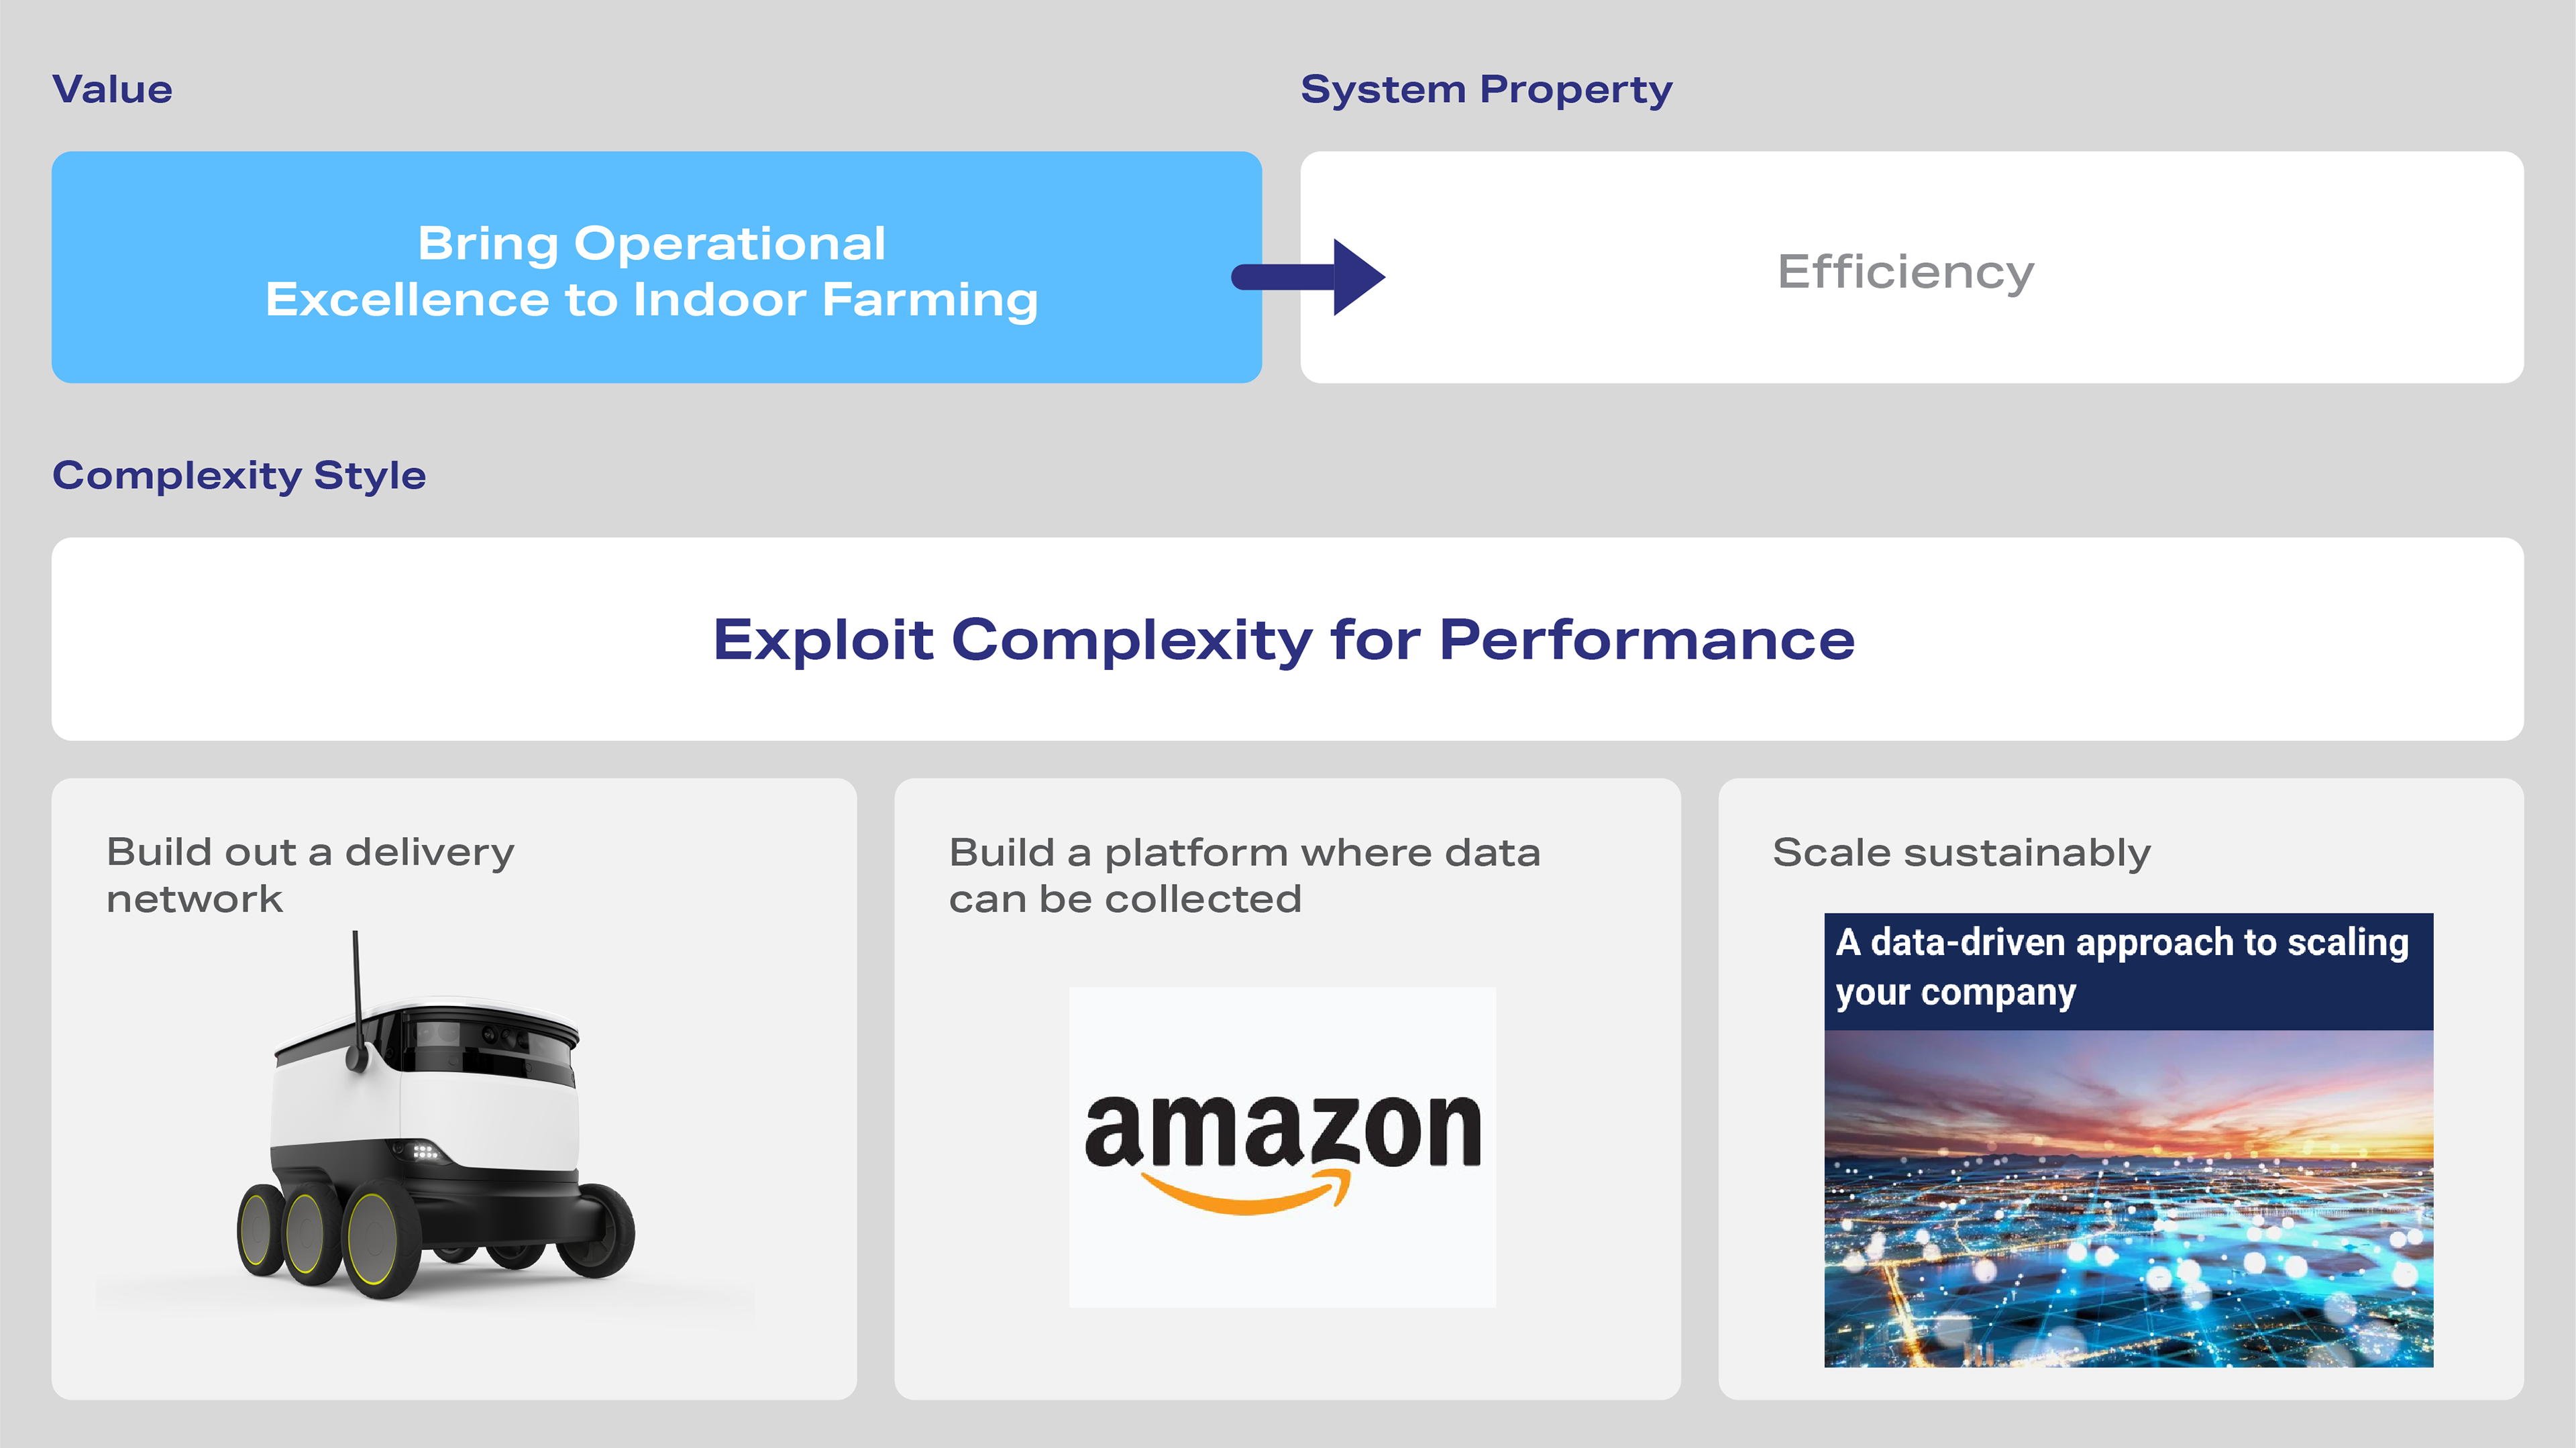 Value
System Property
Bring Operational
Excellence to Indoor Farming
Efficiency
Complexity Style
Exploit Complexity for Performance
Build out a delivery
network
Build a platform where data
can be collected
amazon
Scale sustainably
A data-driven approach to scaling
your company